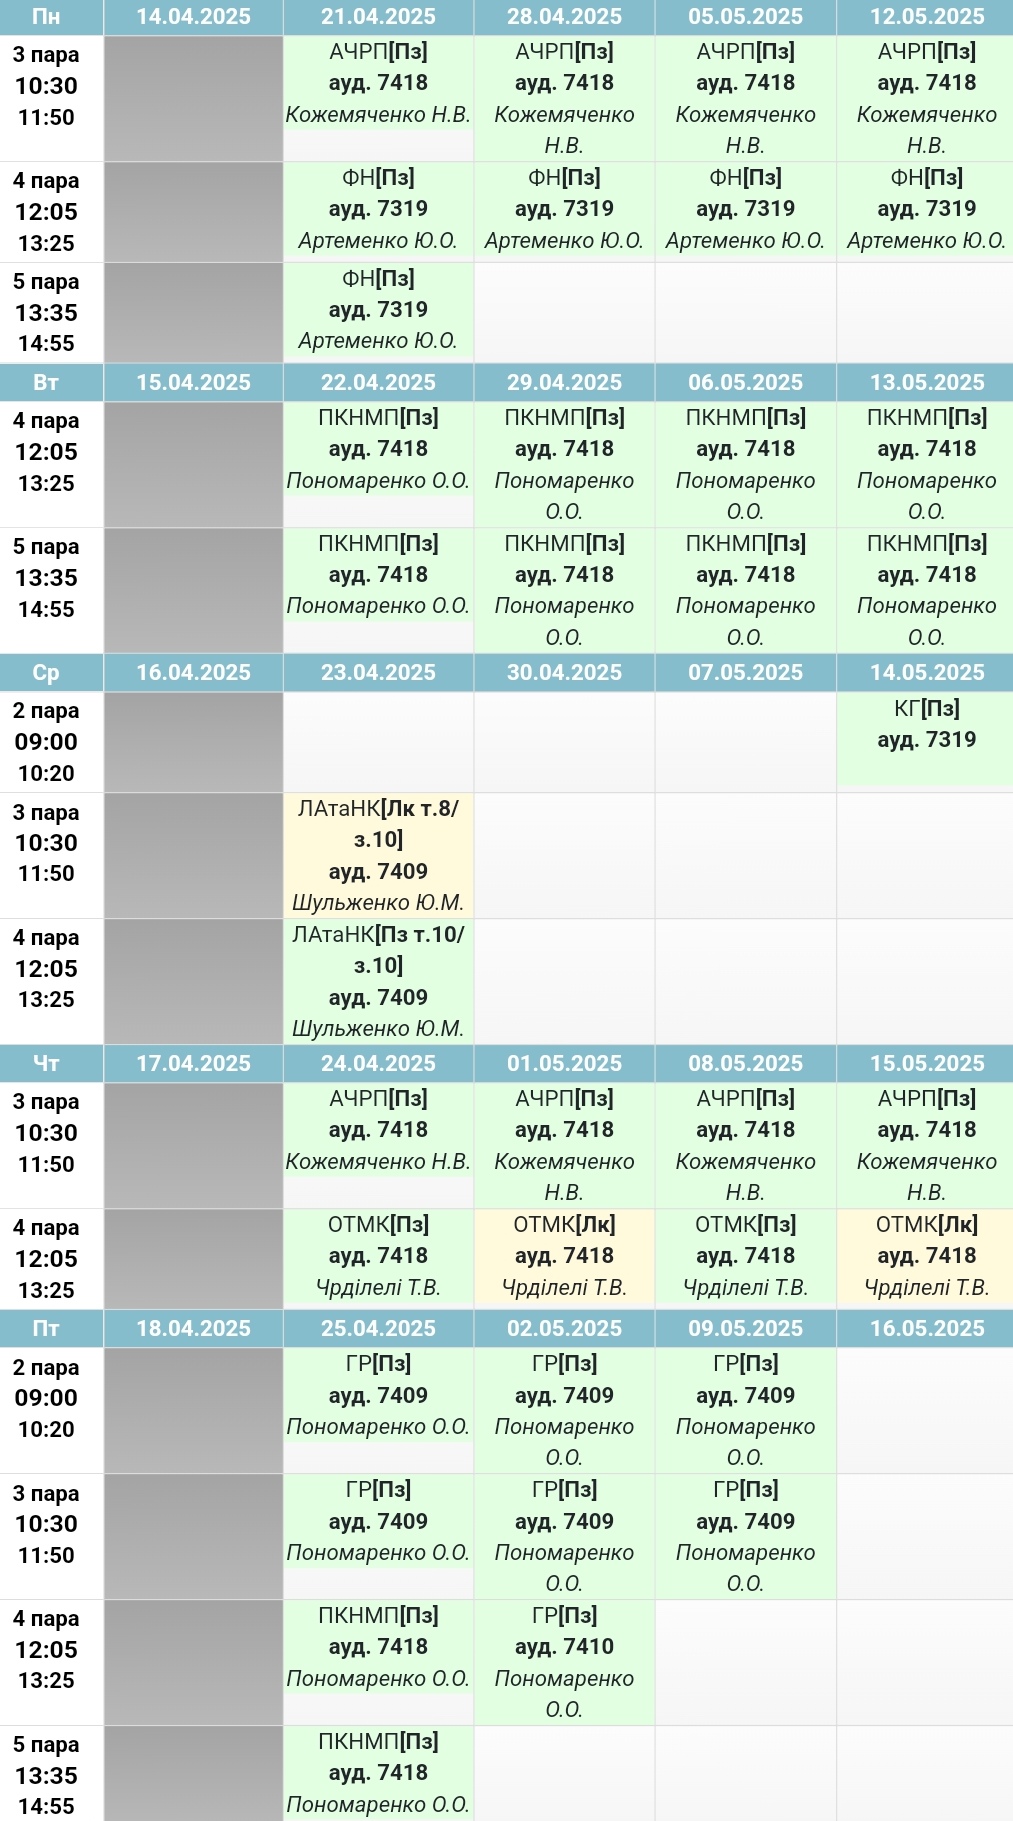 Пн 14.04.2025 21.04.2025 28.04.2025 05.05.2025 12.05.2025
3 пара АЧРП[Пз] АЧРП[Пз] АЧРП[Пз] АЧРП[Пз]
10:30 ауд. 7418 ауд. 7418 ауд. 7418 ауд. 7418
11:50 Кожемяченко Н.В. Кожемяченко Кожемяченко Кожемяченко
Н.В. Н.В. Н.В.
4 пара ФН[Пз] ФН[Пз] ФН[Пз] ФН[Пз]
12:05 ауд. 7319 ауд. 7319 ауд. 7319 ауд. 7319
13:25 Артеменко Ю.О. Артеменко Ю.О. Артеменко Ю.О. Артеменко Ю.О.
5 пара ФН[Пз]
13:35 ауд. 7319
14:55 Артеменко Ю.О.
Вт 15.04.2025 22.04.2025 29.04.2025 06.05.2025 13.05.2025
4 пара ПКНМП[Пз] ПКНМП[Пз] ПКНМП[Пз] ПКНМП[Пз]
12:05 ауд. 7418 ауд. 7418 ауд. 7418 ауд. 7418
13:25 Пономаренко О.О. Пономаренко Пономаренко Пономаренко
О.О. О.О. О.О.
5 пара ПКНМП[Пз] ПКНМП[Пз] ПКНМП[Пз] ПКНМП[Пз]
13:35 ауд. 7418 ауд. 7418 ауд. 7418 ауд. 7418
14:55 Пономаренко О.О. Пономаренко Пономаренко Пономаренко
О.О. О.О. О.О.
Ср 16.04.2025 23.04.2025 30.04.2025 07.05.2025 14.05.2025
2 пара КГ[Пз]
09:00 ауд. 7319
10:20
3 пара ЛАтаНК[Лк т.8/
10:30 з.10]
11:50 ауд. 7409
Шульженко Ю.М.
4 пара ЛАтаНК[Пз т.10/
12:05 з.10]
13:25 ауд. 7409
Шульженко Ю.М.
Чт 17.04.2025 24.04.2025 01.05.2025 08.05.2025 15.05.2025
3 пара АЧРП[Пз] АЧРП[Пз] АЧРП[Пз] АЧРП[Пз]
10:30 ауд. 7418 ауд. 7418 ауд. 7418 ауд. 7418
11:50 Кожемяченко Н.В. Кожемяченко Кожемяченко Кожемяченко
Н.В. Н.В. Н.В.
4 пара ОТМК[Пз] ОТМК[Лк] ОТМК[Пз] ОТМК[Лк]
12:05 ауд. 7418 ауд. 7418 ауд. 7418 ауд. 7418
13:25 Чрділелі Т.В. Чрділелі Т.В. Чрділелі Т.В. Чрділелі Т.В.
Пт 18.04.2025 25.04.2025 02.05.2025 09.05.2025 16.05.2025
2 пара ГР[Пз] ГР[Пз] ГР[Пз]
09:00 ауд. 7409 ауд. 7409 ауд. 7409
10:20 Пономаренко О.О. Пономаренко Пономаренко
О.О. О.О.
3 пара ГР[Пз] ГР[Пз] ГР[Пз]
10:30 ауд. 7409 ауд. 7409 ауд. 7409
11:50 Пономаренко О.О. Пономаренко Пономаренко
О.О. О.О.
4 пара ПКНМП[Пз] ГР[Пз]
12:05 ауд. 7418 ауд. 7410
13:25 Пономаренко О.О. Пономаренко
О.О.
5 пара ПКНМП[Пз]
13:35 ауд. 7418
14:55 Пономаренко О.О.